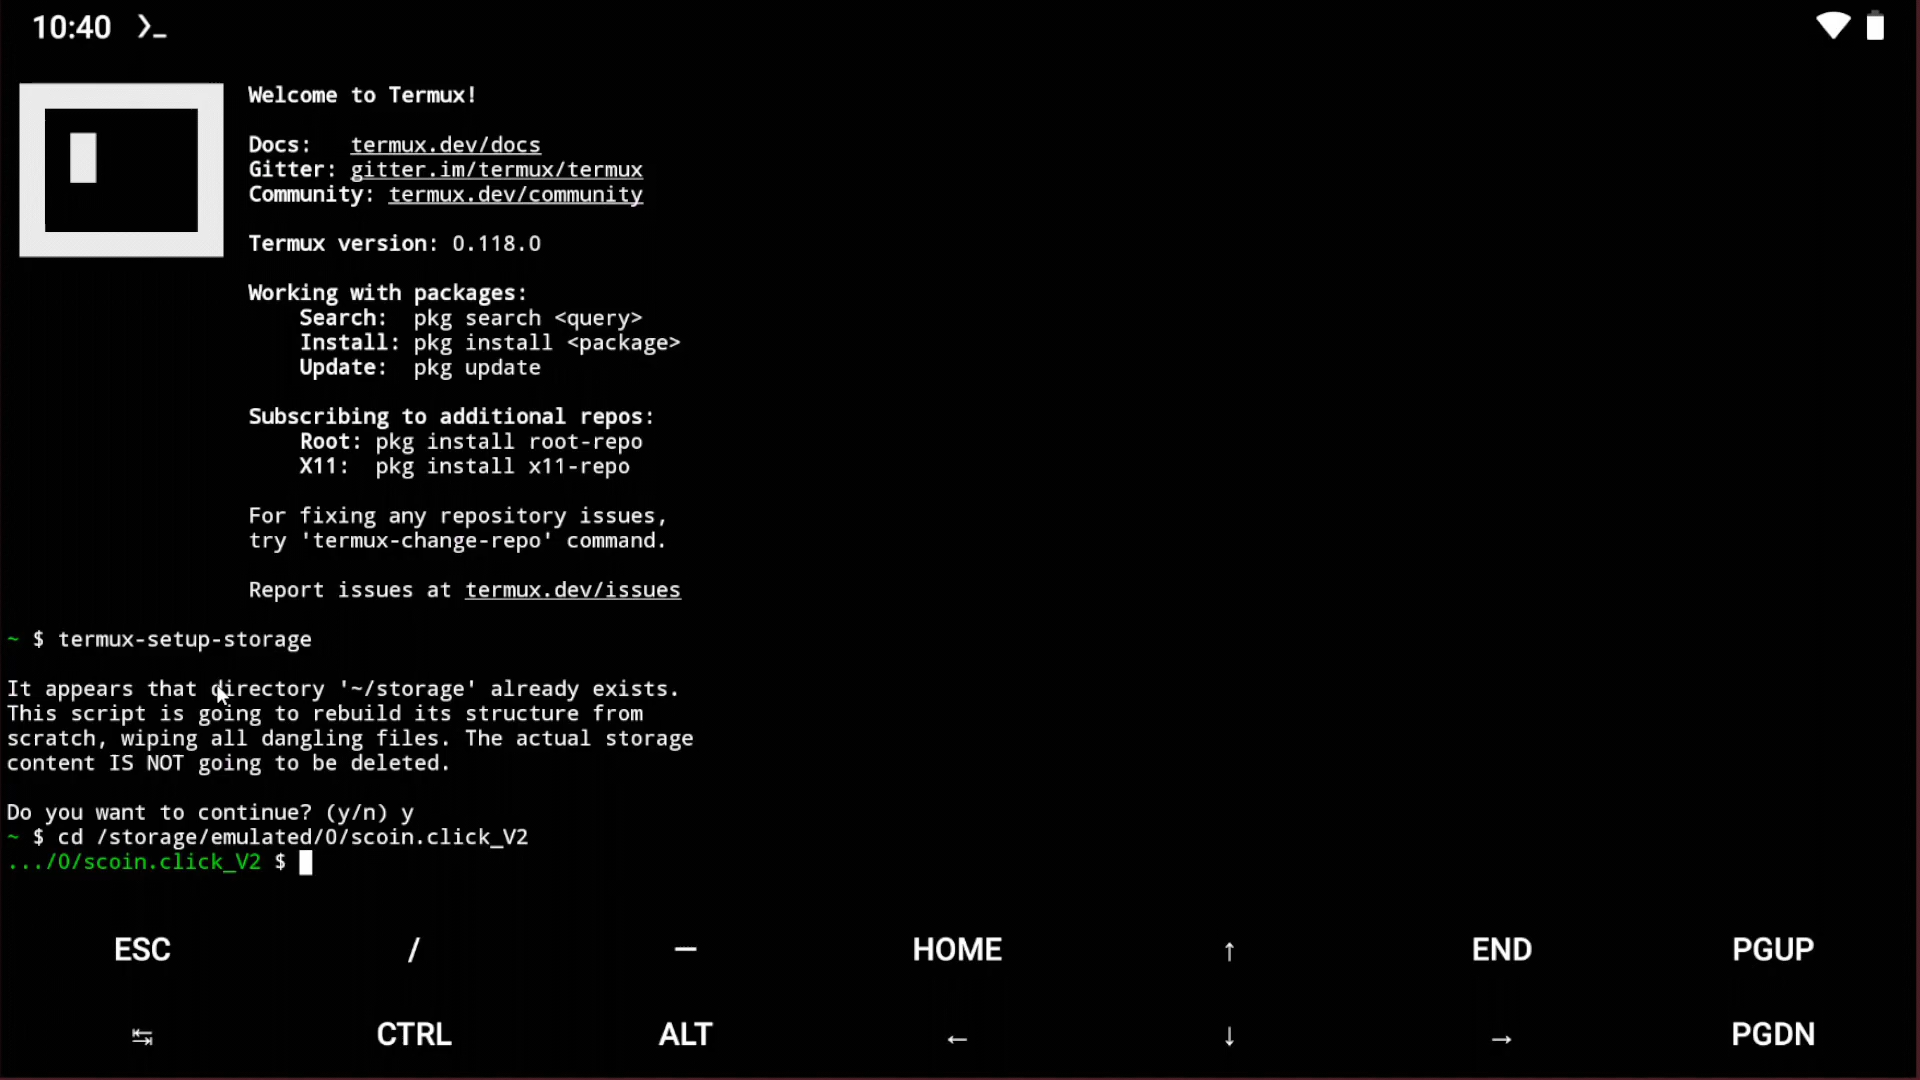 10:40 >_
Welcome to Termux!
Docs: termux.dev/docs
Gitter: gitter.im/termux/termux
Community: termux.dev/community
Termux version: 0.118.0
Working with packages:
Search: pkg search <query>
Install: pkg install <package>
Update: pkg update
Subscribing to additional repos:
Root: pkg install root-repo
X11: pkg install x11-repo
For fixing any repository issues,
try 'termux-change-repo' command.
Report issues at termux.dev/issues
~ $ termux-setup-storage
It appears that directory '~/storage' already exists.
This script is going to rebuild its structure from
scratch, wiping all dangling files. The actual storage
content IS NOT going to be deleted.
Do you want to continue? (y/n) y
~ $ cd /storage/emulated/0/scoin.click_V2
.../0/scoin.click_V2 $
ESC / — HOME ↑ END PGUP
↹ CTRL ALT ← ↓ → PGDN